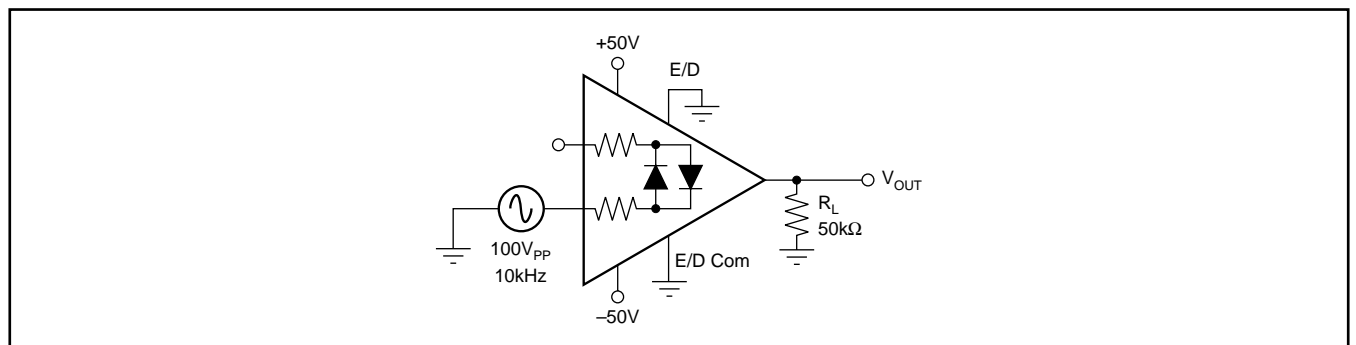 +50V
E/D
V_OUT
R_L
50kΩ
100V_PP
10kHz
E/D Com
–50V